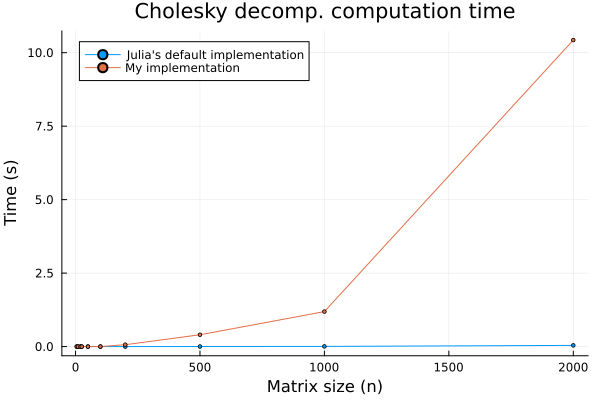 Cholesky decomp. computation time
Julia's default implementation
My implementation
10.0
7.5
5.0
2.5
0.0
Time (s)
0 500 1000 1500 2000
Matrix size (n)